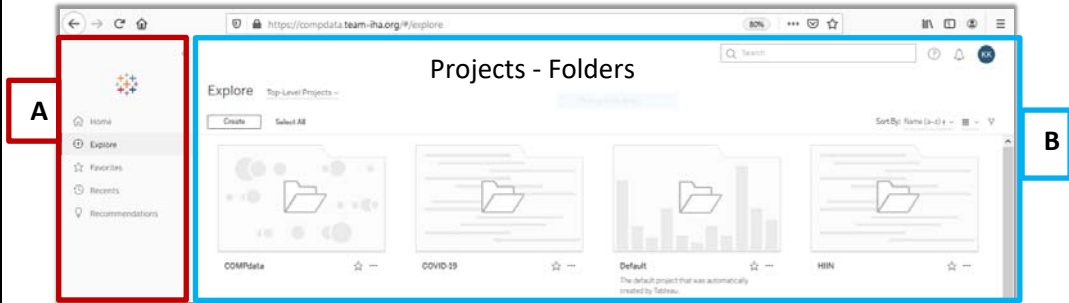 https://compdata.team-iha.org/#/explore
80%
Search
KK
Projects - Folders
Explore Top-Level Projects
A
Home
Create Select All
Sort By: Name (a-z)
Explore
B
Favorites
Recents
Recommendations
COMPdata
COVID-19
Default
HIIN
The default project that was automatically
created by Tableau.